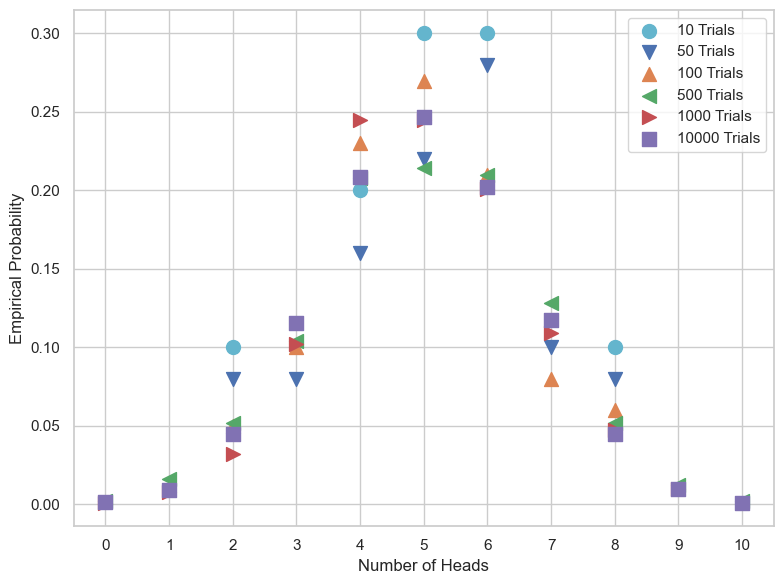 0.30
0.25
0.20
0.15
0.10
0.05
0.00
Empirical Probability
10 Trials
50 Trials
100 Trials
500 Trials
1000 Trials
10000 Trials
0 1 2 3 4 5 6 7 8 9 10
Number of Heads